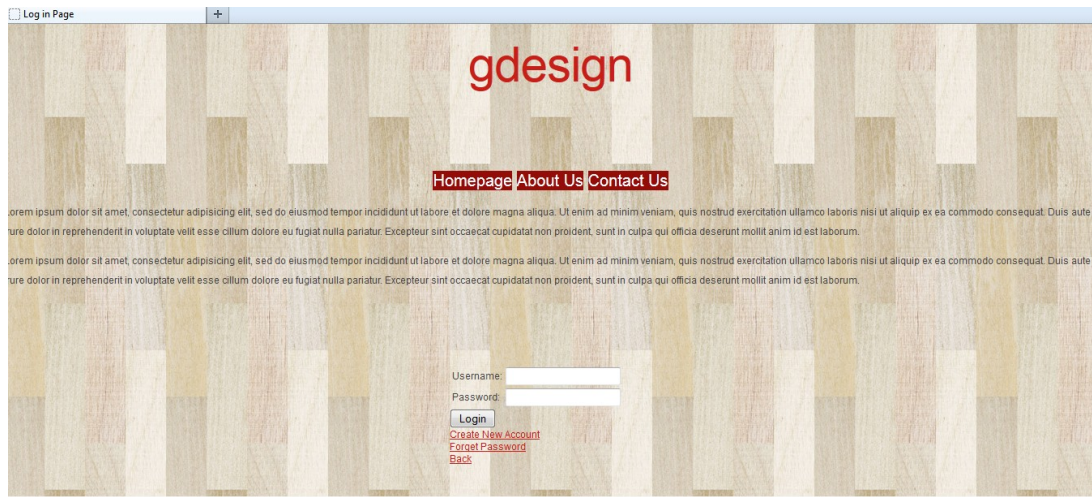 Log in Page
gdesign
Homepage About Us Contact Us
orem ipsum dolor sit amet, consectetur adipisicing elit, sed do eiusmod tempor incididunt ut labore et dolore magna aliqua. Ut enim ad minim veniam, quis nostrud exercitation ullamco laboris nisi ut aliquip ex ea commodo consequat. Duis aute
rure dolor in reprehenderit in voluptate velit esse cillum dolore eu fugiat nulla pariatur. Excepteur sint occaecat cupidatat non proident, sunt in culpa qui officia deserunt mollit anim id est laborum.
orem ipsum dolor sit amet, consectetur adipisicing elit, sed do eiusmod tempor incididunt ut labore et dolore magna aliqua. Ut enim ad minim veniam, quis nostrud exercitation ullamco laboris nisi ut aliquip ex ea commodo consequat. Duis aute
rure dolor in reprehenderit in voluptate velit esse cillum dolore eu fugiat nulla pariatur. Excepteur sint occaecat cupidatat non proident, sunt in culpa qui officia deserunt mollit anim id est laborum.
Username:
Password:
Login
Create New Account
Forget Password
Back